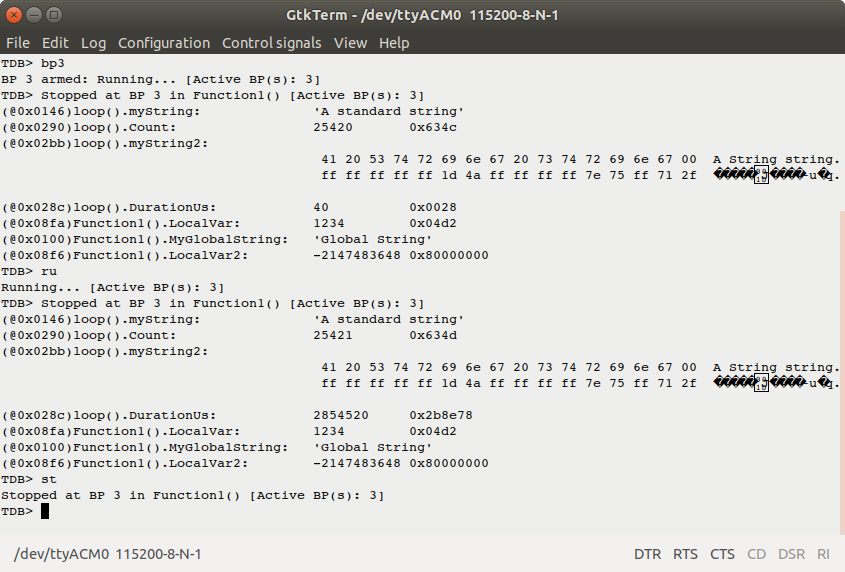 GtkTerm - /dev/ttyACM0 115200-8-N-1
File Edit Log Configuration Control signals View Help
TDB> bp3
BP 3 armed: Running... [Active BP(s): 3]
TDB> Stopped at BP 3 in Function1() [Active BP(s): 3]
(@0x0146)loop().myString: 'A standard string'
(@0x0290)loop().Count: 25420 0x634c
(@0x02bb)loop().myString2:
41 20 53 74 72 69 6e 67 20 73 74 72 69 6e 67 00 A String string.
ff ff ff ff ff 1d 4a ff ff ff ff 7e 75 ff 71 2f
(@0x028c)loop().DurationUs: 40 0x0028
(@0x08fa)Function1().LocalVar: 1234 0x04d2
(@0x0100)Function1().MyGlobalString: 'Global String'
(@0x08f6)Function1().LocalVar2: -2147483648 0x80000000
TDB> ru
Running... [Active BP(s): 3]
TDB> Stopped at BP 3 in Function1() [Active BP(s): 3]
(@0x0146)loop().myString: 'A standard string'
(@0x0290)loop().Count: 25421 0x634d
(@0x02bb)loop().myString2:
41 20 53 74 72 69 6e 67 20 73 74 72 69 6e 67 00 A String string.
ff ff ff ff ff 1d 4a ff ff ff ff 7e 75 ff 71 2f
(@0x028c)loop().DurationUs: 2854520 0x2b8e78
(@0x08fa)Function1().LocalVar: 1234 0x04d2
(@0x0100)Function1().MyGlobalString: 'Global String'
(@0x08f6)Function1().LocalVar2: -2147483648 0x80000000
TDB> st
Stopped at BP 3 in Function1() [Active BP(s): 3]
TDB>
/dev/ttyACM0 115200-8-N-1 DTR RTS CTS CD DSR RI